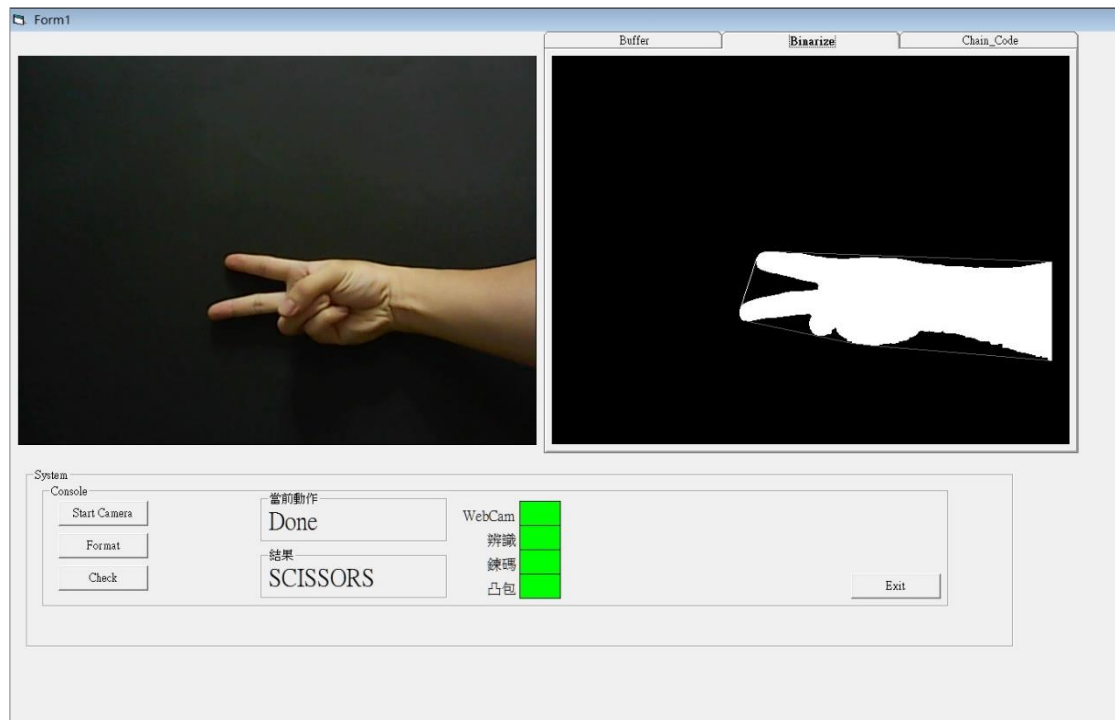 Form1
Buffer
Binarize
Chain_Code
System
Console
Start Camera
Format
Check
當前動作
Done
結果
SCISSORS
WebCam
辨識
鍊碼
凸包
Exit